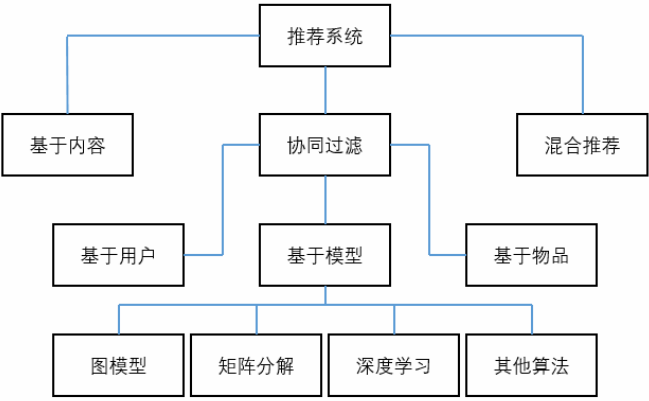 推荐系统
基于内容
协同过滤
混合推荐
基于用户
基于模型
基于物品
图模型
矩阵分解
深度学习
其他算法